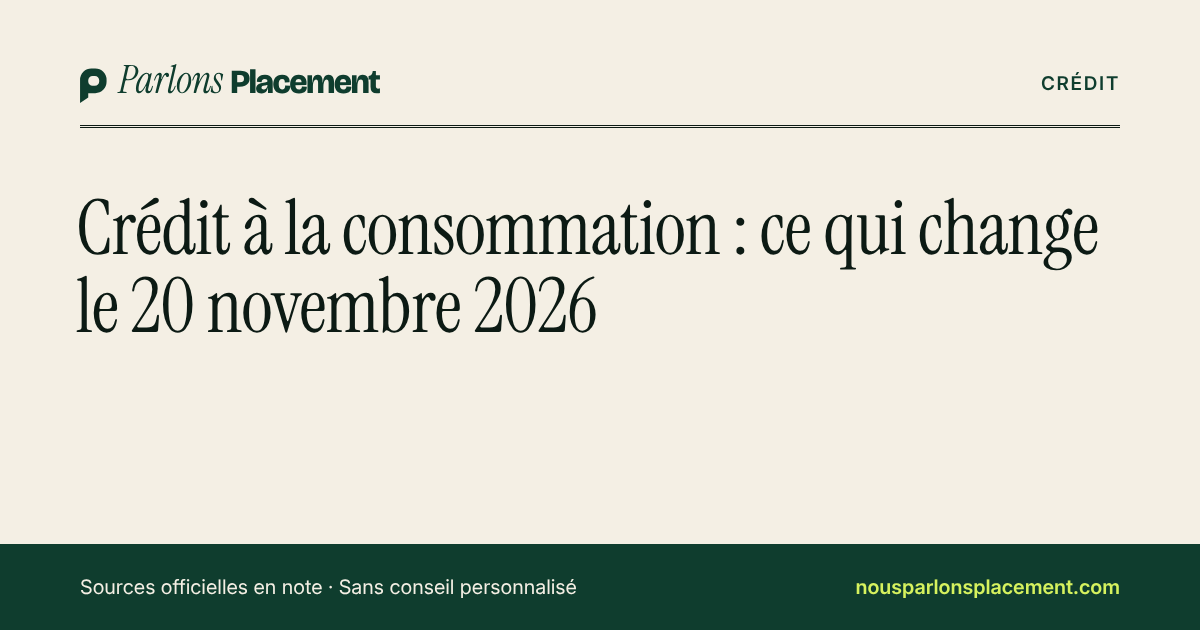 Parlons Placement
CRÉDIT
Crédit à la consommation : ce qui change
le 20 novembre 2026
Sources officielles en note · Sans conseil personnalisé
nousparlonsplacement.com